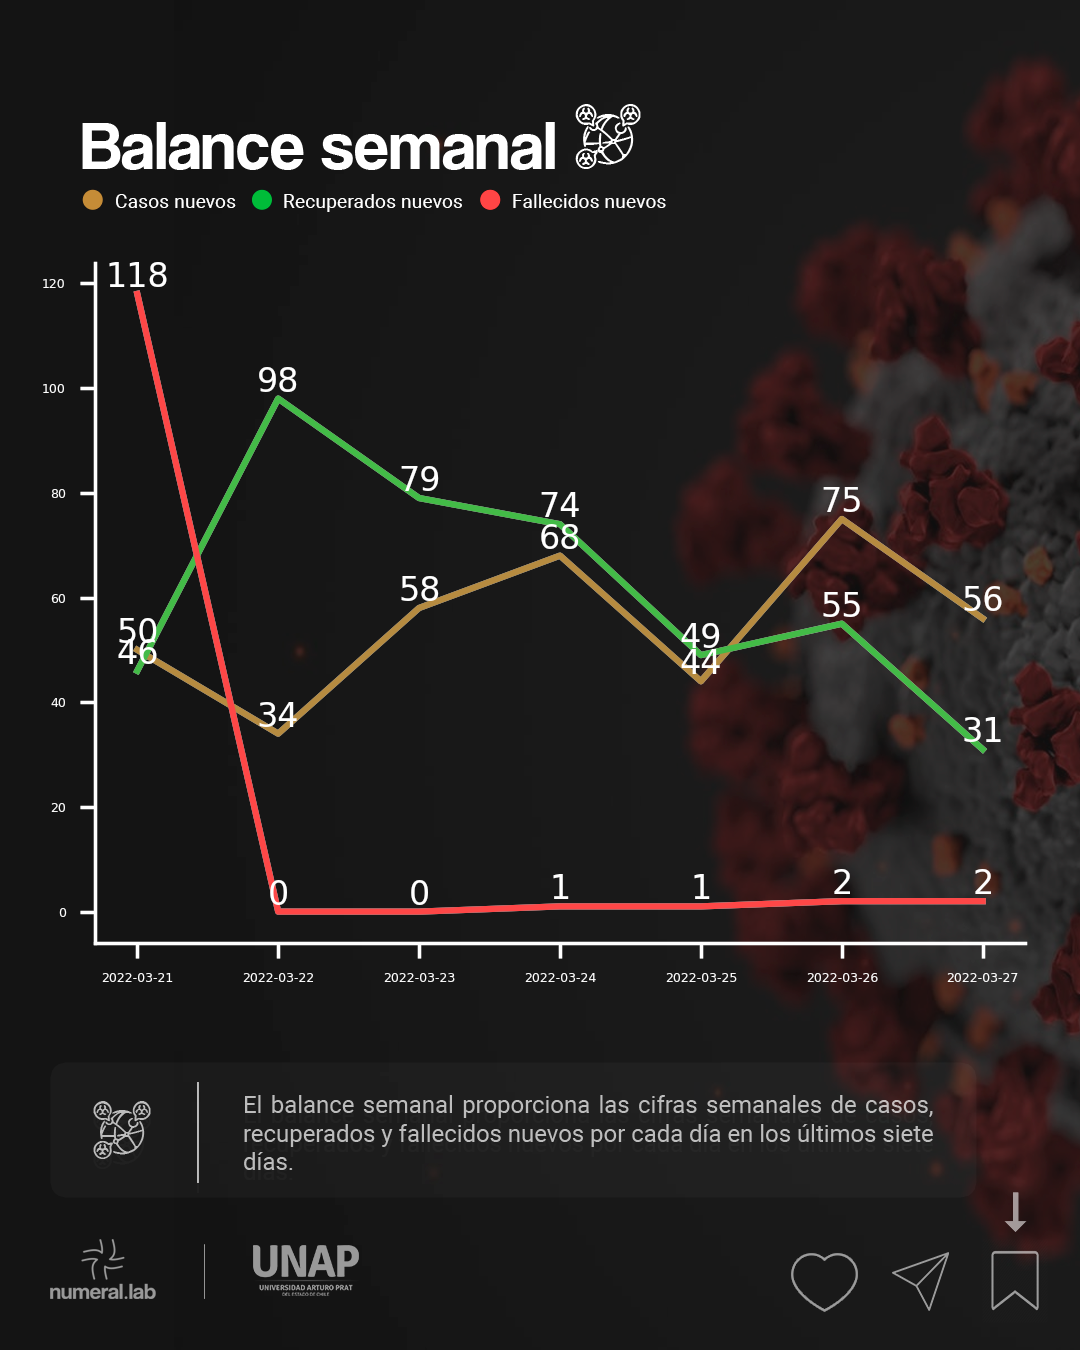 Balance semanal
Casos nuevos Recuperados nuevos Fallecidos nuevos
120
100
80
60
40
20
0
118
98
79
74
68
75
58
50
46
49
44
55
56
34
31
0
0
1
1
2
2
2022-03-21 2022-03-22 2022-03-23 2022-03-24 2022-03-25 2022-03-26 2022-03-27
El balance semanal proporciona las cifras semanales de casos,
recuperados y fallecidos nuevos por cada día en los últimos siete
días.
numeral.lab
UNAP
UNIVERSIDAD ARTURO PRAT
DEL ESTADO DE CHILE